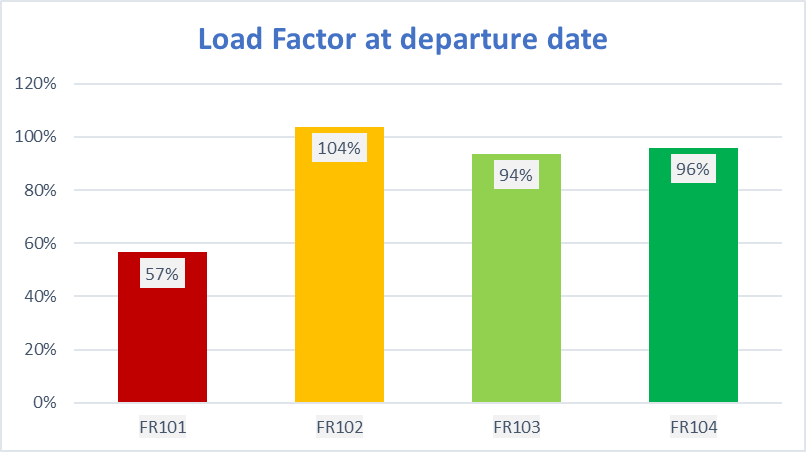 Load Factor at departure date
120%
100%
80%
60%
40%
20%
0%
57%
104%
94%
96%
FR101
FR102
FR103
FR104